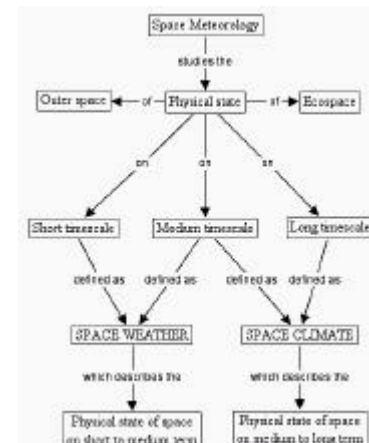 Space Meteorology
studies the
Outer space
of
Physical state
of
Ecospace
on
on
on
Short timescale
Medium timescale
Long timescale
defined as
defined as
defined as
defined as
SPACE WEATHER
SPACE CLIMATE
which describes the
which describes the
Physical state of space
on short to medium term
Physical state of space
on medium to long term